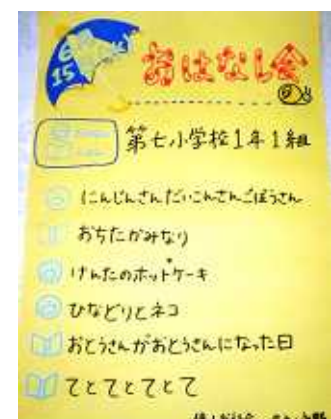 6
15
おはなし会
第七小学校1年1組
にんじんさんだいこんさんごぼうさん
おちたかみなり
けんたのホットケーキ
ひなどりとネコ
おとうさんがおとうさんになった日
てとてとてとて